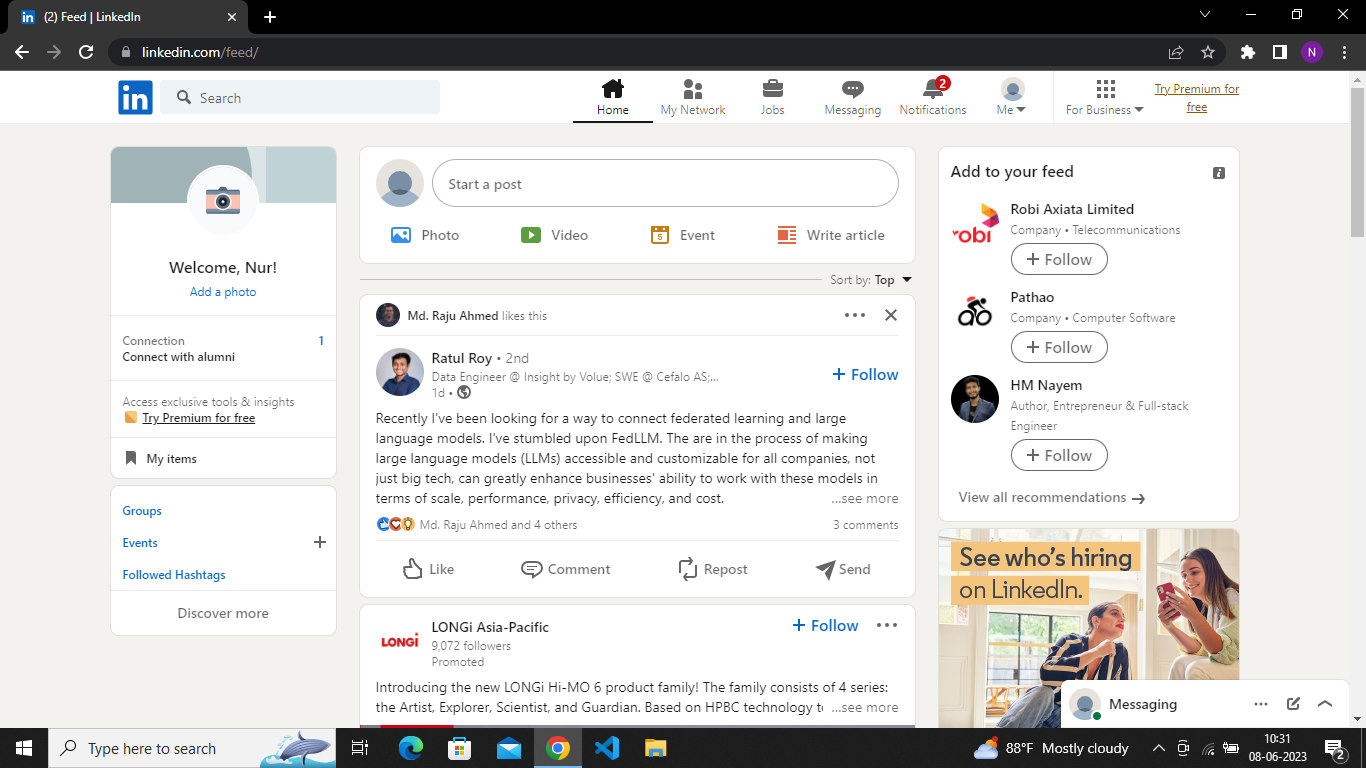 (2) Feed | LinkedIn
linkedin.com/feed/
N
in
Search
Home
My Network
Jobs
Messaging
2
Notifications
Me
For Business
Try Premium for
free
Welcome, Nur!
Add a photo
Connection 1
Connect with alumni
Access exclusive tools & insights
Try Premium for free
My items
Groups
Events
Followed Hashtags
Discover more
Start a post
Photo
Video
5
Event
Write article
Sort by: Top
Md. Raju Ahmed likes this
Ratul Roy • 2nd
Data Engineer @ Insight by Volue; SWE @ Cefalo AS;...
1d •
Follow
Recently I've been looking for a way to connect federated learning and large
language models. I've stumbled upon FedLLM. The are in the process of making
large language models (LLMs) accessible and customizable for all companies, not
just big tech, can greatly enhance businesses' ability to work with these models in
terms of scale, performance, privacy, efficiency, and cost. ...see more
Md. Raju Ahmed and 4 others 3 comments
Like
Comment
Repost
Send
LONGi
LONGi Asia-Pacific
9,072 followers
Promoted
Follow
Introducing the new LONGi Hi-MO 6 product family! The family consists of 4 series:
the Artist, Explorer, Scientist, and Guardian. Based on HPBC technology t ...see more
Add to your feed
robi
Robi Axiata Limited
Company • Telecommunications
Follow
Pathao
Company • Computer Software
Follow
HM Nayem
Author, Entrepreneur & Full-stack
Engineer
Follow
View all recommendations
See who's hiring
on LinkedIn.
Messaging
Type here to search
88°F Mostly cloudy
10:31
08-06-2023
2